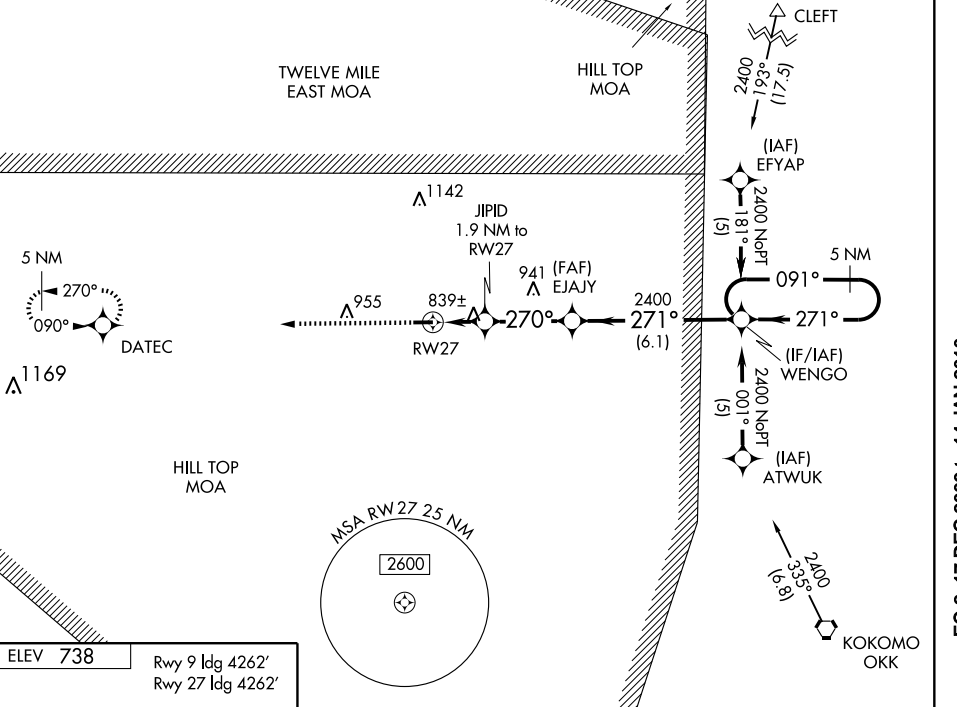 CLEFT
2400
193°
(17.5)
TWELVE MILE
EAST MOA
HILL TOP
MOA
(IAF)
EFYAP
2400 NoPT
181°
(5)
1142
JIPID
1.9 NM to
RW27
5 NM
270°
090°
DATEC
1169
955
839±
RW27
941
(FAF)
EJAJY
270°
2400
271°
(6.1)
5 NM
091°
271°
(IF/IAF)
WENGO
2400 NoPT
001°
(5)
(IAF)
ATWUK
HILL TOP
MOA
MSA RW27 25 NM
2600
2400
335°
(6.8)
KOKOMO
OKK
ELEV 738
Rwy 9 ldg 4262'
Rwy 27 ldg 4262'